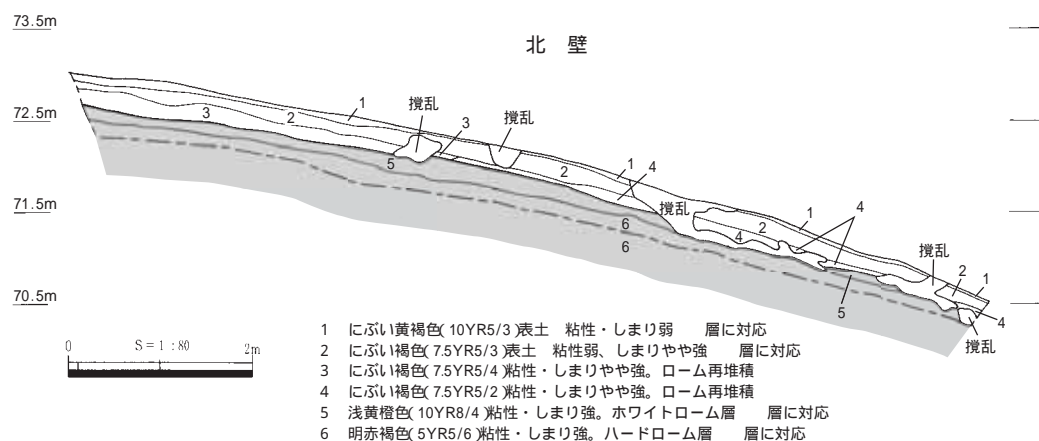 73.5m
北 壁
72.5m
71.5m
70.5m
1
撹乱
3
撹乱
2
3
5
1
4
2
撹乱
6
6
4
1
2
4
撹乱
2
1
5
4
撹乱
0 S=1:80 2m
1 にぶい黄褐色(10YR5/3)表土 粘性・しまり弱 層に対応
2 にぶい褐色(7.5YR5/3)表土 粘性弱、しまりやや強 層に対応
3 にぶい褐色(7.5YR5/4)粘性・しまりやや強。ローム再堆積
4 にぶい褐色(7.5YR5/2)粘性・しまりやや強。ローム再堆積
5 浅黄橙色(10YR8/4)粘性・しまり強。ホワイトローム層 層に対応
6 明赤褐色(5YR5/6)粘性・しまり強。ハードローム層 層に対応